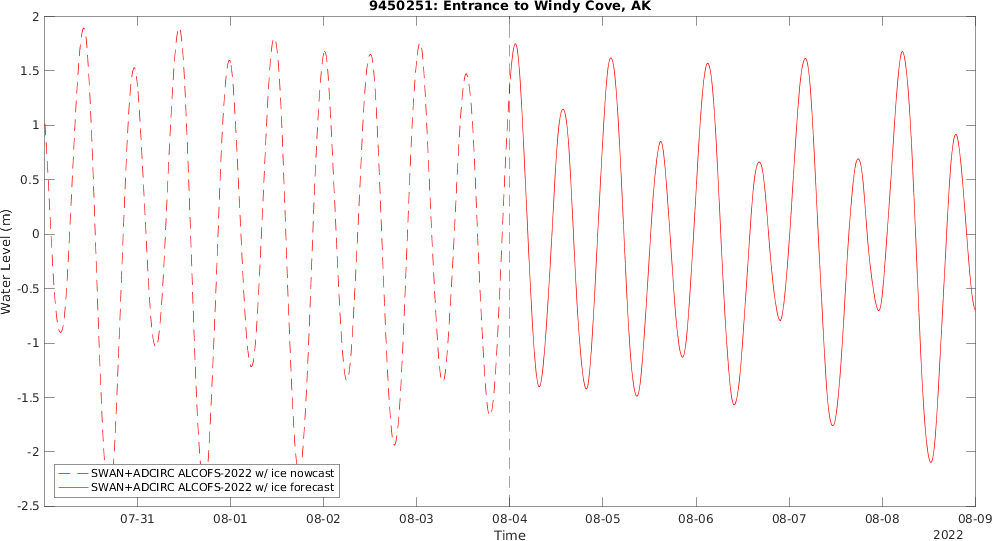 9450251: Entrance to Windy Cove, AK
2
1.5
1
0.5
0
-0.5
-1
-1.5
-2
-2.5
Water Level (m)
SWAN+ADCIRC ALCOFS-2022 w/ ice nowcast
SWAN+ADCIRC ALCOFS-2022 w/ ice forecast
07-31 08-01 08-02 08-03 08-04 08-05 08-06 08-07 08-08 08-09
Time
2022